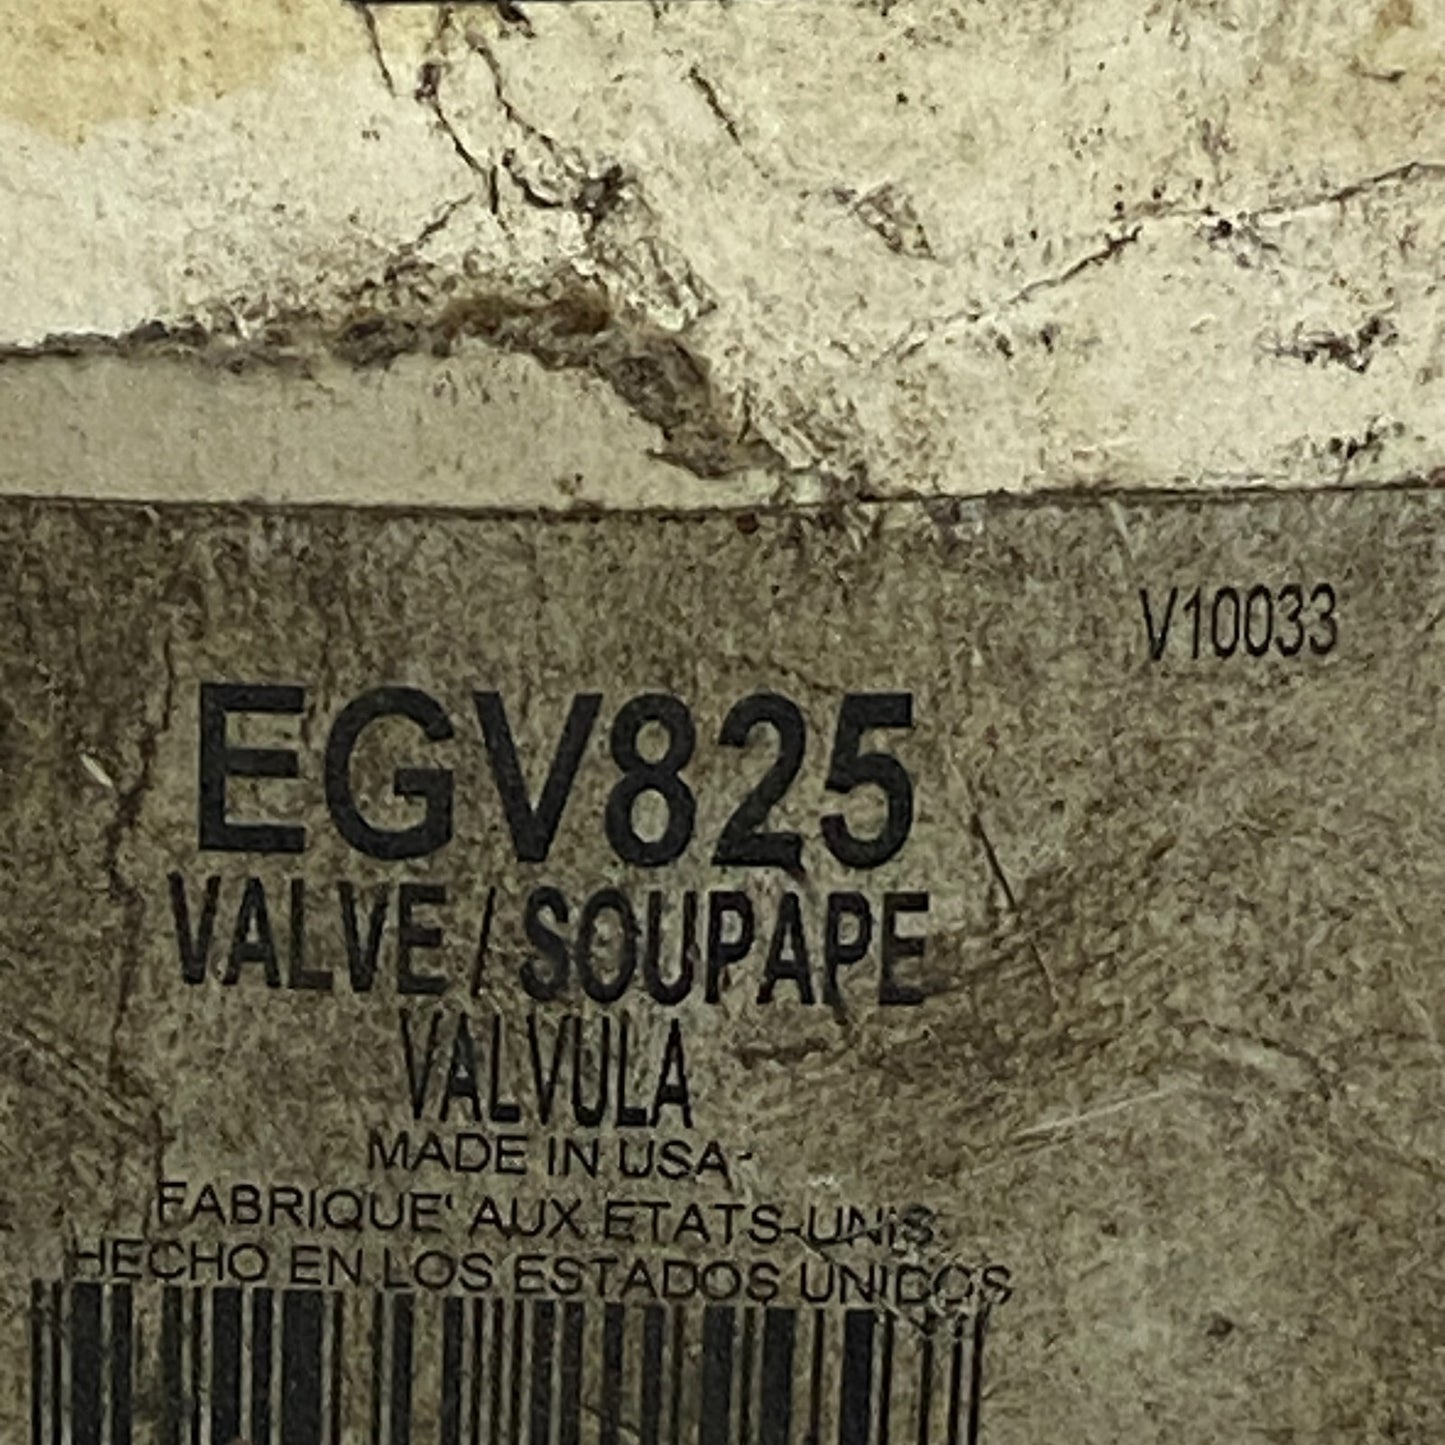 V10033
EGV825
VALVE / SOUPAPE
VALVULA
MADE IN USA
FABRIQUE' AUX ETATS-UNIS
HECHO EN LOS ESTADOS UNIDOS